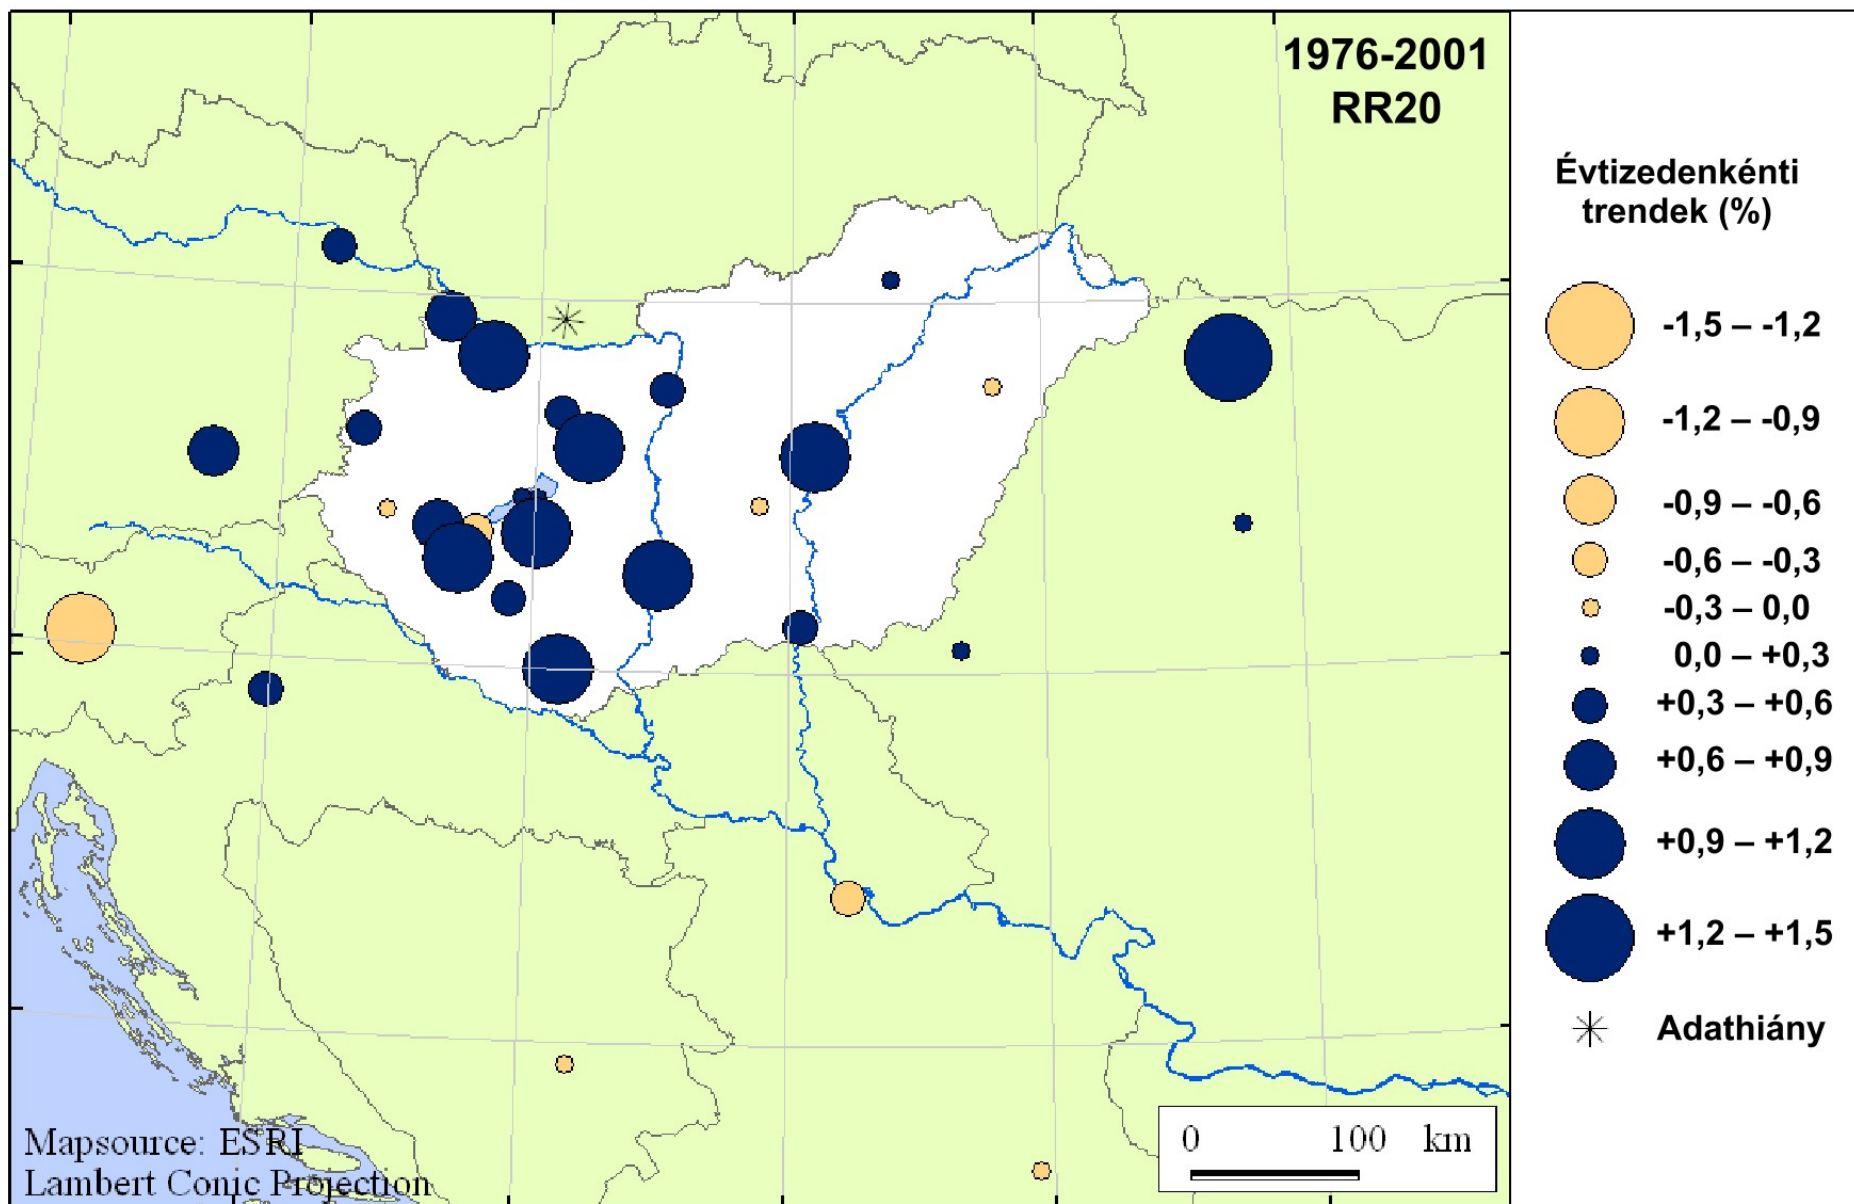 1976-2001
RR20
Évtizedenkénti
trendek (%)
-1,5 – -1,2
-1,2 – -0,9
-0,9 – -0,6
-0,6 – -0,3
-0,3 – 0,0
0,0 – +0,3
+0,3 – +0,6
+0,6 – +0,9
+0,9 – +1,2
+1,2 – +1,5
Adathiány
Mapsource: ESRI
Lambert Conic Projection
0 100 km